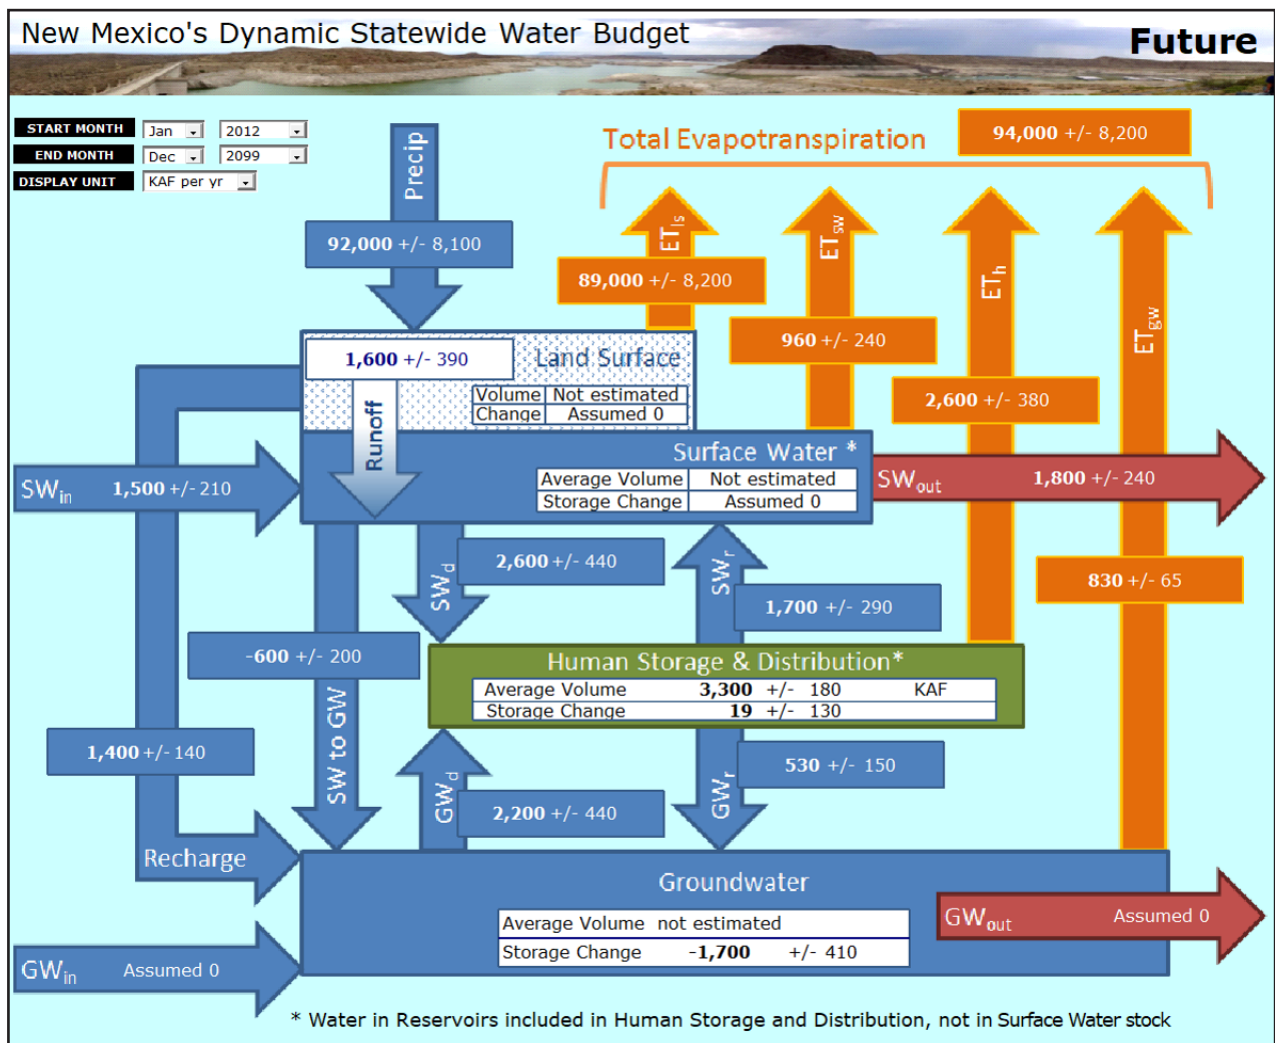 New Mexico's Dynamic Statewide Water Budget
Future
START MONTH Jan 2012
END MONTH Dec 2099
DISPLAY UNIT KAF per yr
Precip
92,000 +/- 8,100
Total Evapotranspiration
94,000 +/- 8,200
ETls
89,000 +/- 8,200
ETsw
960 +/- 240
ETh
2,600 +/- 380
ETgw
830 +/- 65
1,600 +/- 390
Land Surface
Volume Not estimated
Change Assumed 0
Runoff
Surface Water *
Average Volume Not estimated
Storage Change Assumed 0
SWin 1,500 +/- 210
SWout 1,800 +/- 240
SWd
2,600 +/- 440
SWr
1,700 +/- 290
-600 +/- 200
SW to GW
Human Storage & Distribution*
Average Volume 3,300 +/- 180 KAF
Storage Change 19 +/- 130
1,400 +/- 140
Recharge
GWd
2,200 +/- 440
GWr
530 +/- 150
Groundwater
Average Volume not estimated
Storage Change -1,700 +/- 410
GWout Assumed 0
GWin Assumed 0
* Water in Reservoirs included in Human Storage and Distribution, not in Surface Water stock